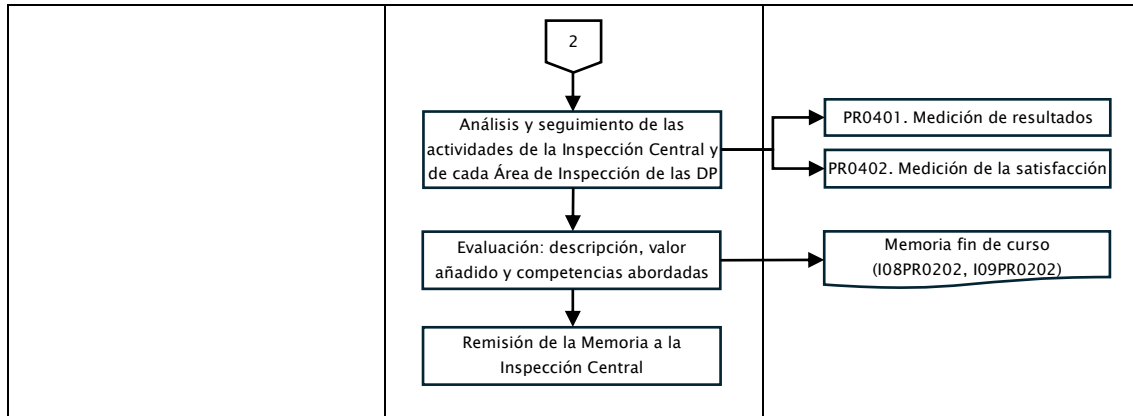 2
Análisis y seguimiento de las
actividades de la Inspección Central y
de cada Área de Inspección de las DP
PR0401. Medición de resultados
PR0402. Medición de la satisfacción
Evaluación: descripción, valor
añadido y competencias abordadas
Memoria fin de curso
(I08PR0202, I09PR0202)
Remisión de la Memoria a la
Inspección Central